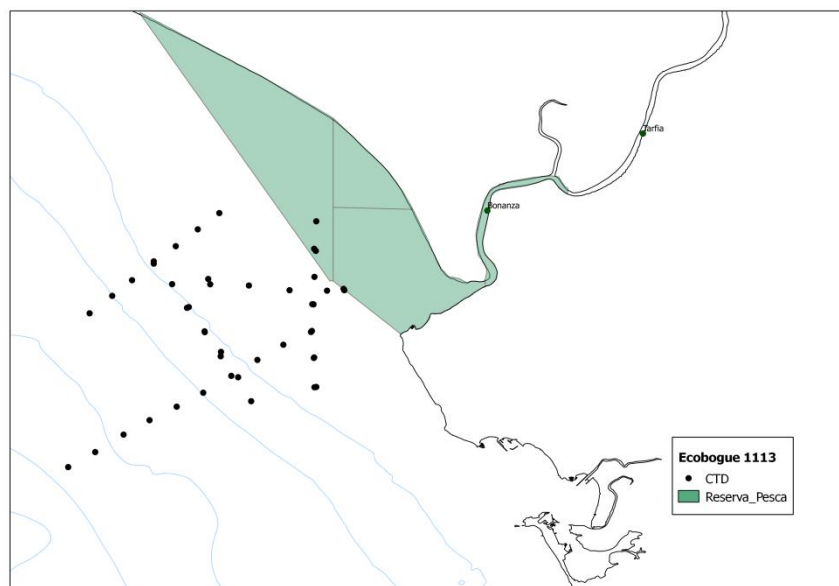 Tarfia
Bonanza
Ecobogue 1113
CTD
Reserva_Pesca